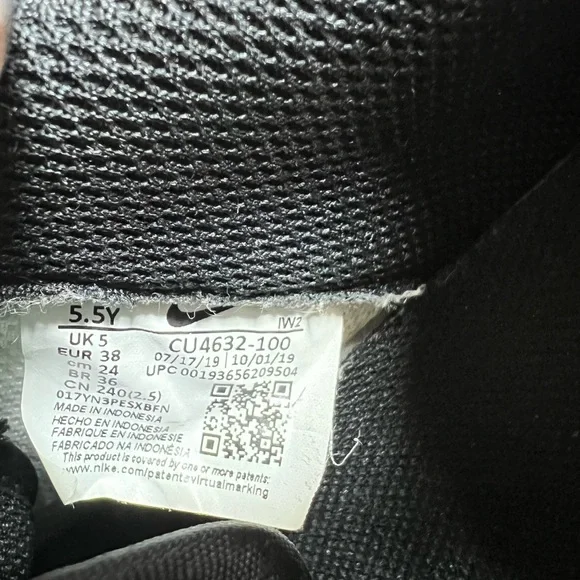 5.5Y
IW2
UK 5
EUR 38
cm 24
BR 36
CN 240(2.5)
017YN3PESXBFN
CU4632-100
07/17/19 10/01/19
UPC 00193656209504
MADE IN INDONESIA
HECHO EN INDONESIA
FABRIQUE EN INDONESIE
FABRICADO NA INDONESIA
This product is covered by one or more patents:
www.nike.com/patentsvirtualmarking